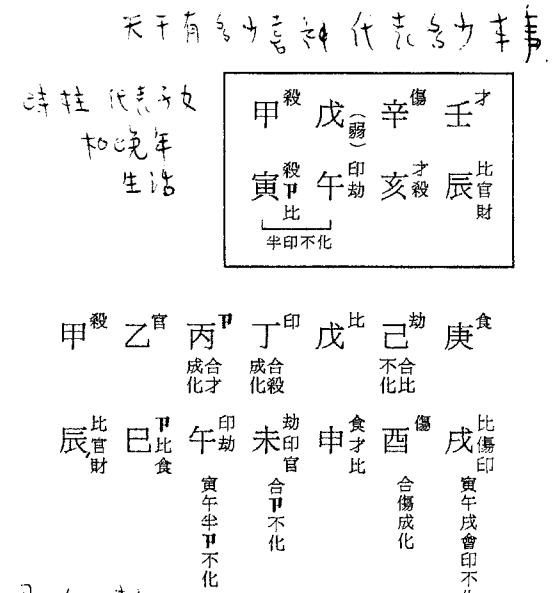 天干有多少喜神 代表多少本事
時柱 代表子女
和晚年
生活
甲殺 戊(弱) 辛傷 壬才
寅殺卩比 午印劫 亥才殺 辰比官財
半印不化
甲殺 乙官 丙卩 丁印 戊比 己劫 庚食
合才成化 合殺成化 合比不化
辰比官財 巳卩比食 午印劫 未劫印官 申食才比 酉傷 戌比傷印
寅午半卩不化 合卩不化 合傷成化 寅午戌會印不